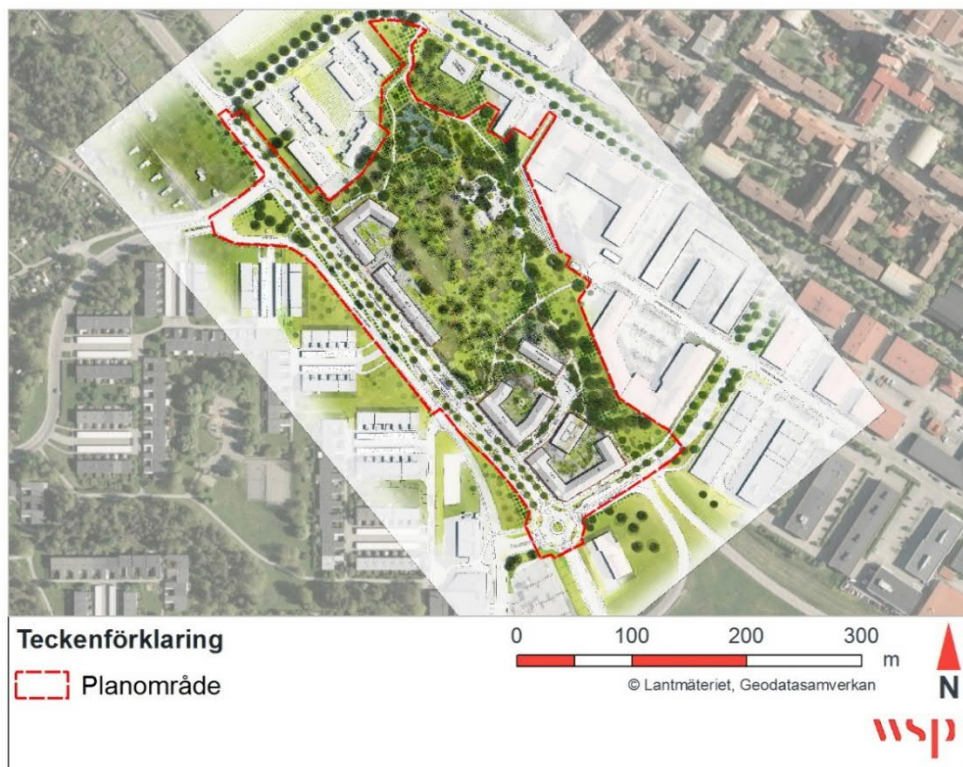 Teckenförklaring
Planområde
0 100 200 300
m
© Lantmäteriet, Geodatasamverkan
N
wsp